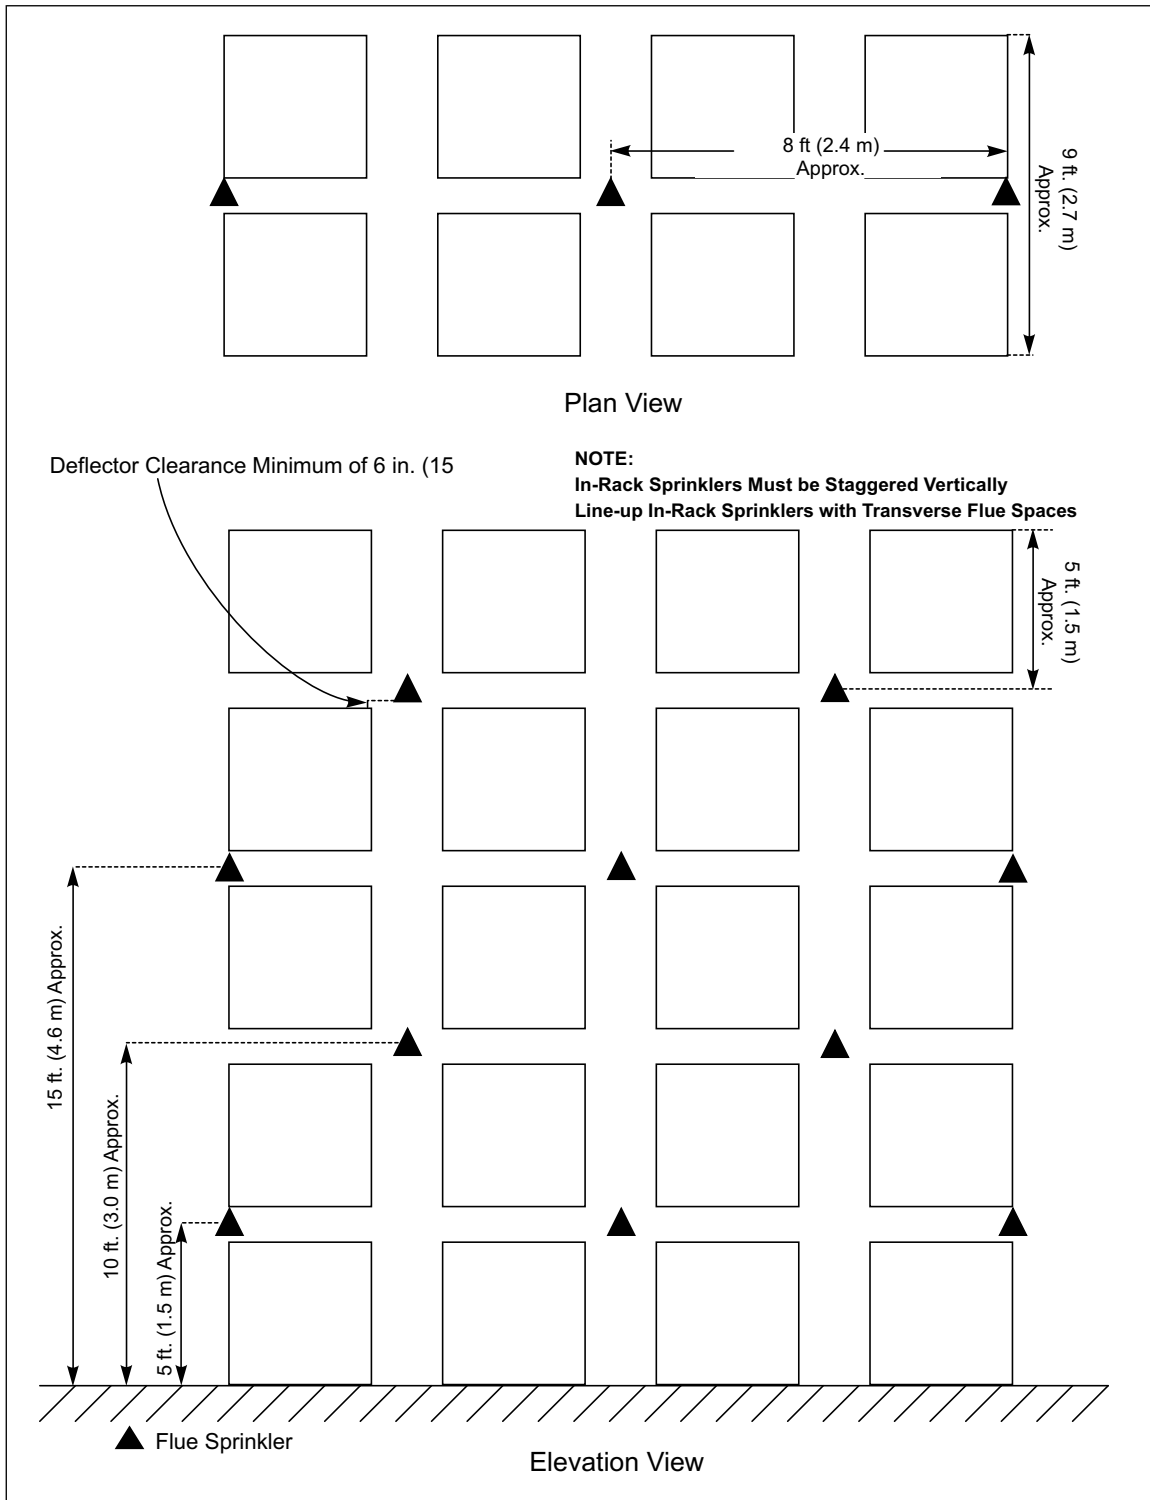 8 ft (2.4 m)
Approx.
9 ft. (2.7 m)
Approx.
Plan View
Deflector Clearance Minimum of 6 in. (15
NOTE:
In-Rack Sprinklers Must be Staggered Vertically
Line-up In-Rack Sprinklers with Transverse Flue Spaces
5 ft. (1.5 m)
Approx.
15 ft. (4.6 m) Approx.
10 ft. (3.0 m) Approx.
5 ft. (1.5 m) Approx.
Flue Sprinkler
Elevation View